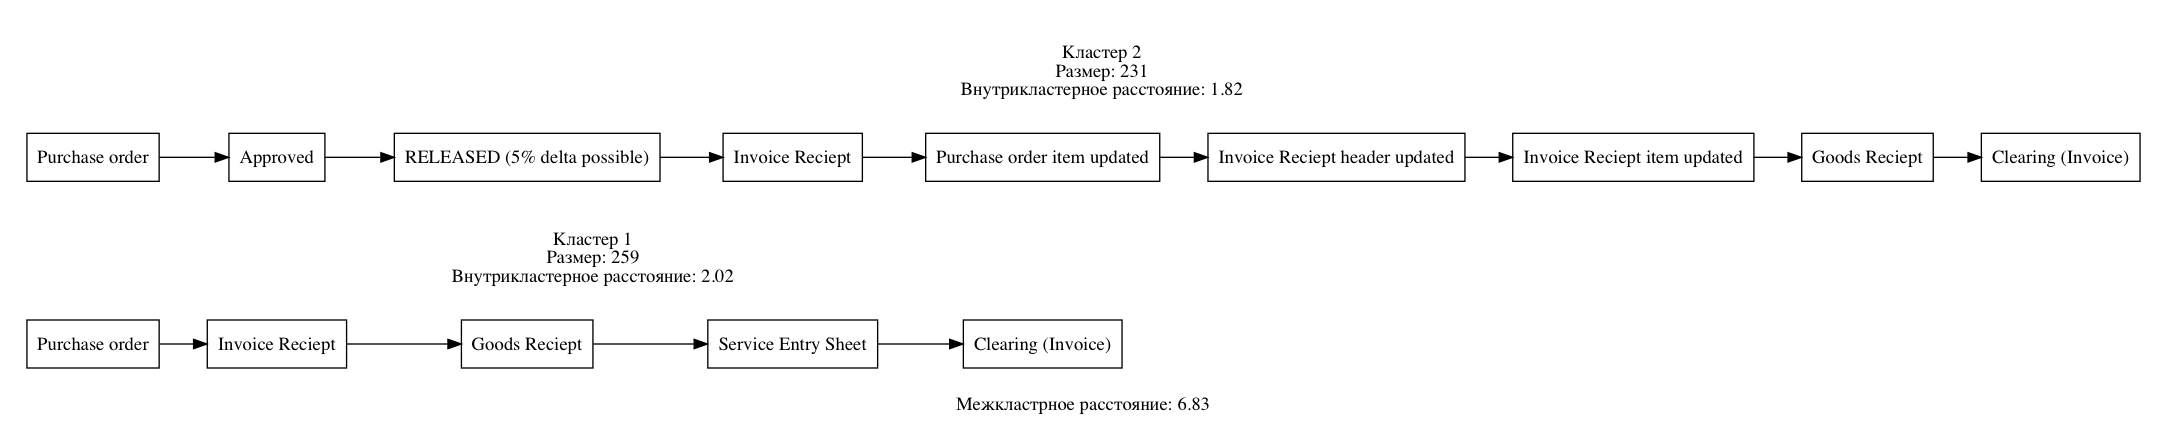 Кластер 2
Размер: 231
Внутрикластерное расстояние: 1.82
Purchase order
Approved
RELEASED (5% delta possible)
Invoice Reciept
Purchase order item updated
Invoice Reciept header updated
Invoice Reciept item updated
Goods Reciept
Clearing (Invoice)
Кластер 1
Размер: 259
Внутрикластерное расстояние: 2.02
Purchase order
Invoice Reciept
Goods Reciept
Service Entry Sheet
Clearing (Invoice)
Межкластрное расстояние: 6.83